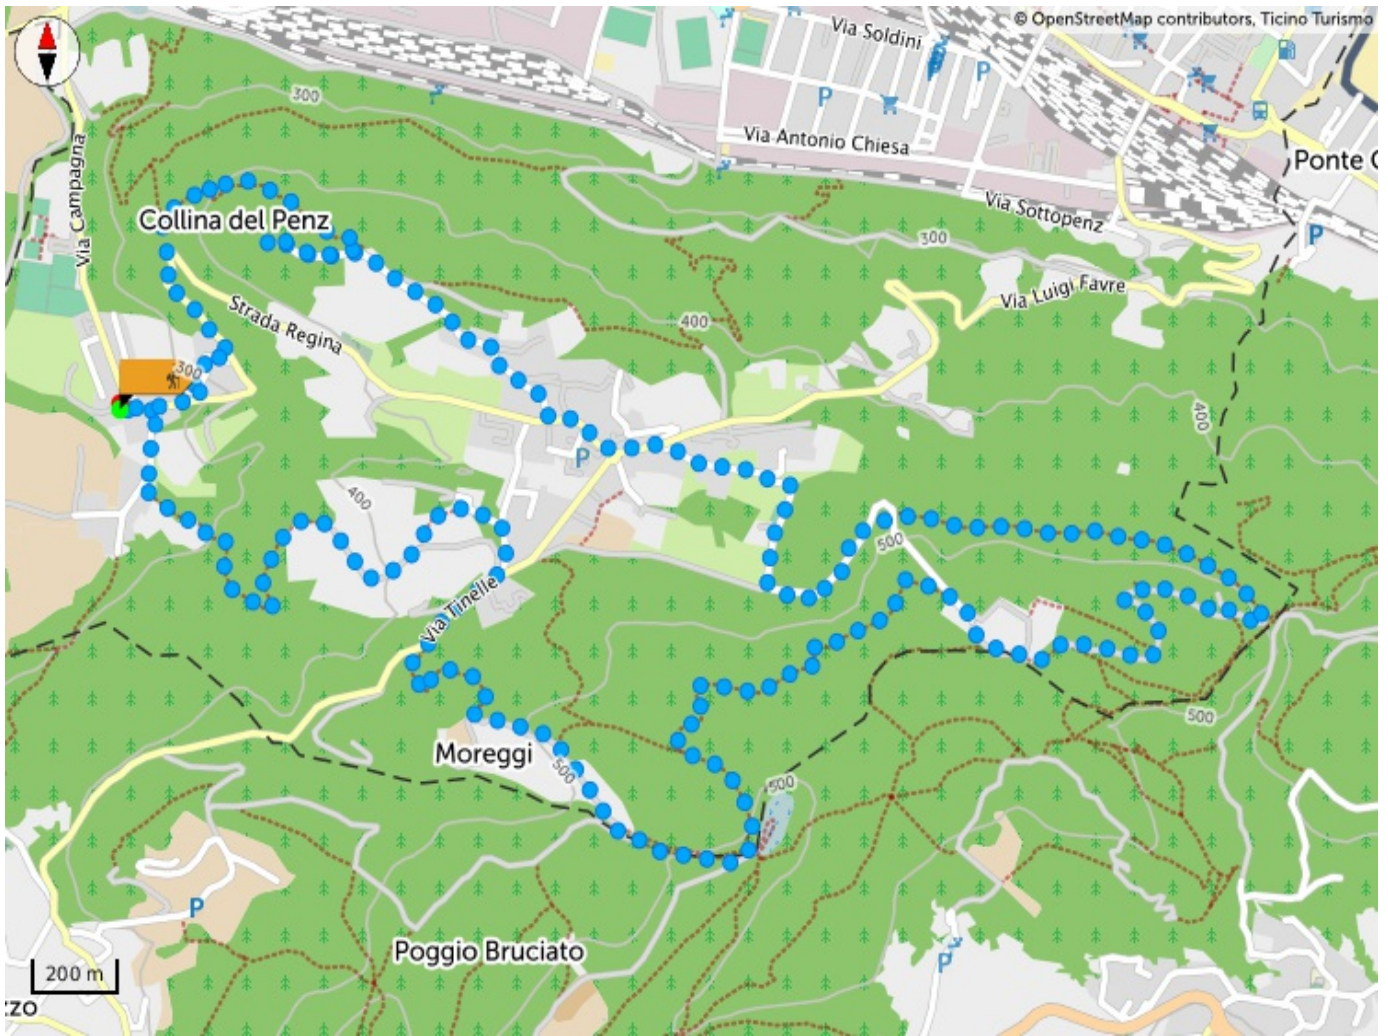 © OpenStreetMap contributors, Ticino Turismo
Via Soldini
P
P
P
300
Via Antonio Chiesa
Via Campagna
Ponte C
Via Sottopenz
P
Collina del Penz
300
Via Luigi Favre
Strada Regina
400
300
400
P
400
500
Via Tinelle
500
Moreggi
500
500
P
Poggio Bruciato
P
200 m
zzo